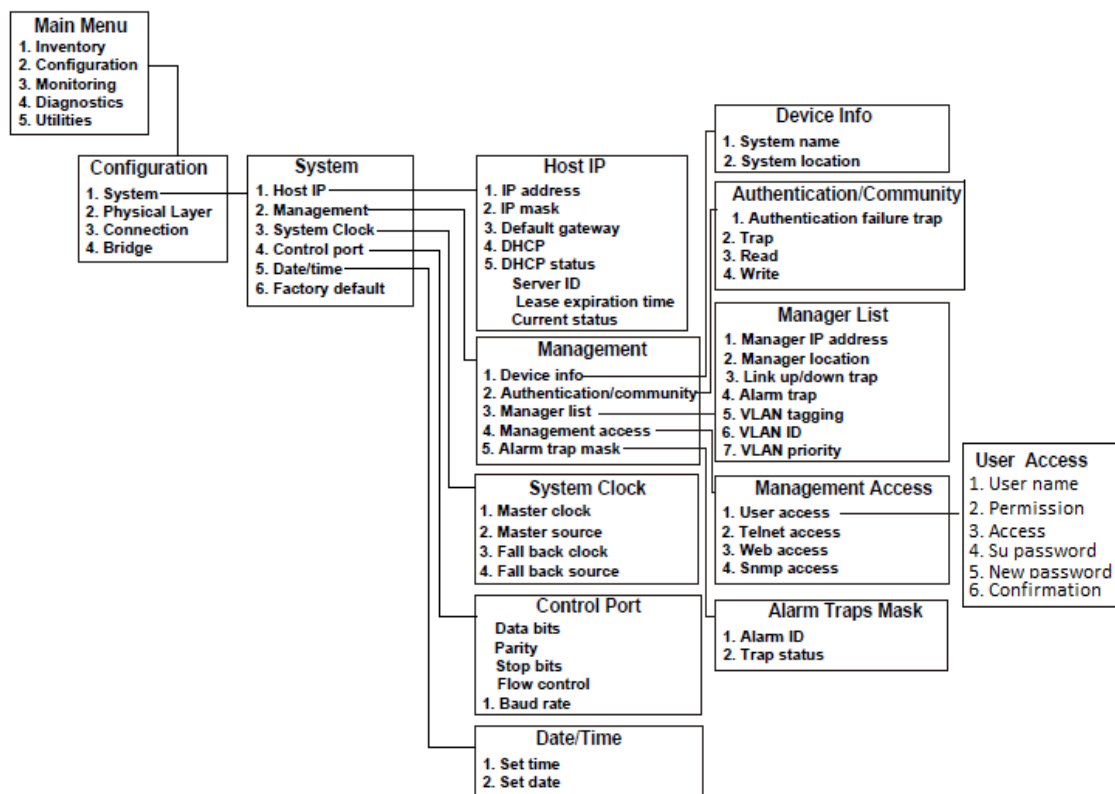 Main Menu
1. Inventory
2. Configuration
3. Monitoring
4. Diagnostics
5. Utilities
Configuration
1. System
2. Physical Layer
3. Connection
4. Bridge
System
1. Host IP
2. Management
3. System Clock
4. Control port
5. Date/time
6. Factory default
Host IP
1. IP address
2. IP mask
3. Default gateway
4. DHCP
5. DHCP status
Server ID
Lease expiration time
Current status
Management
1. Device info
2. Authentication/community
3. Manager list
4. Management access
5. Alarm trap mask
System Clock
1. Master clock
2. Master source
3. Fall back clock
4. Fall back source
Control Port
Data bits
Parity
Stop bits
Flow control
1. Baud rate
Date/Time
1. Set time
2. Set date
Device Info
1. System name
2. System location
Authentication/Community
1. Authentication failure trap
2. Trap
3. Read
4. Write
Manager List
1. Manager IP address
2. Manager location
3. Link up/down trap
4. Alarm trap
5. VLAN tagging
6. VLAN ID
7. VLAN priority
Management Access
1. User access
2. Telnet access
3. Web access
4. Snmp access
Alarm Traps Mask
1. Alarm ID
2. Trap status
User Access
1. User name
2. Permission
3. Access
4. Su password
5. New password
6. Confirmation